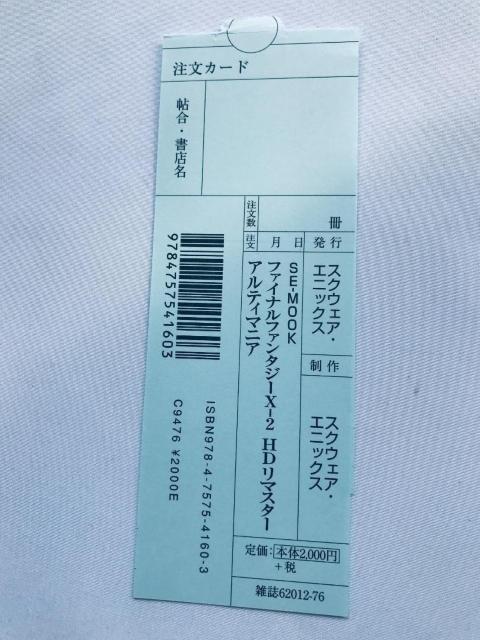 注文カード
帖合・書店名
注文数
冊
注文
月 日
発行
スクウェア・
エニックス
制作
スクウェア・
エニックス
SE-MOOK
ファイナルファンタジーX-2 HDリマスター
アルティマニア
9784757541603
ISBN978-4-7575-4160-3
C9476 ¥2000E
定価:本体2,000円
+税
雑誌62012-76